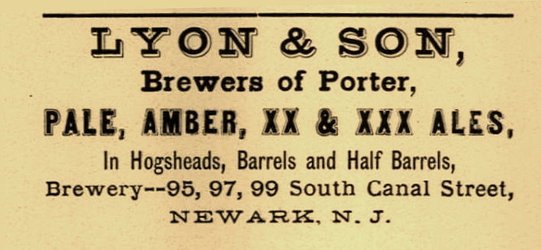 LYON & SON,
Brewers of Porter,
PALE, AMBER, XX & XXX ALES,
In Hogsheads, Barrels and Half Barrels,
Brewery--95, 97, 99 South Canal Street,
NEWARK, N. J.